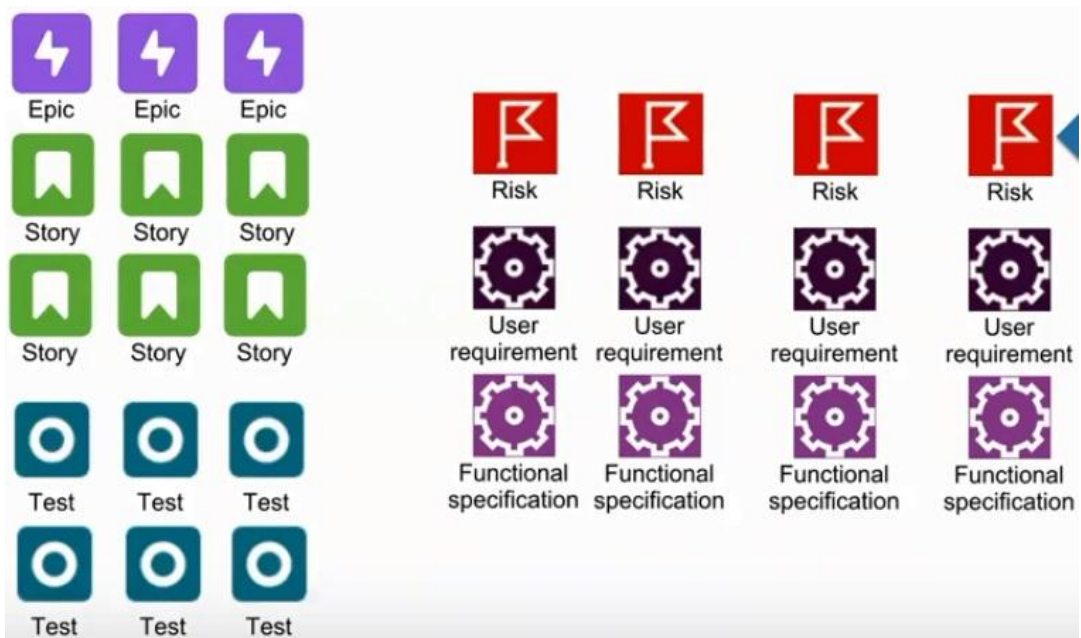 Epic Epic Epic
Story Story Story
Story Story Story
Test Test Test
Test Test Test
Risk Risk Risk Risk
User User User User
requirement requirement requirement requirement
Functional Functional Functional Functional
specification specification specification specification